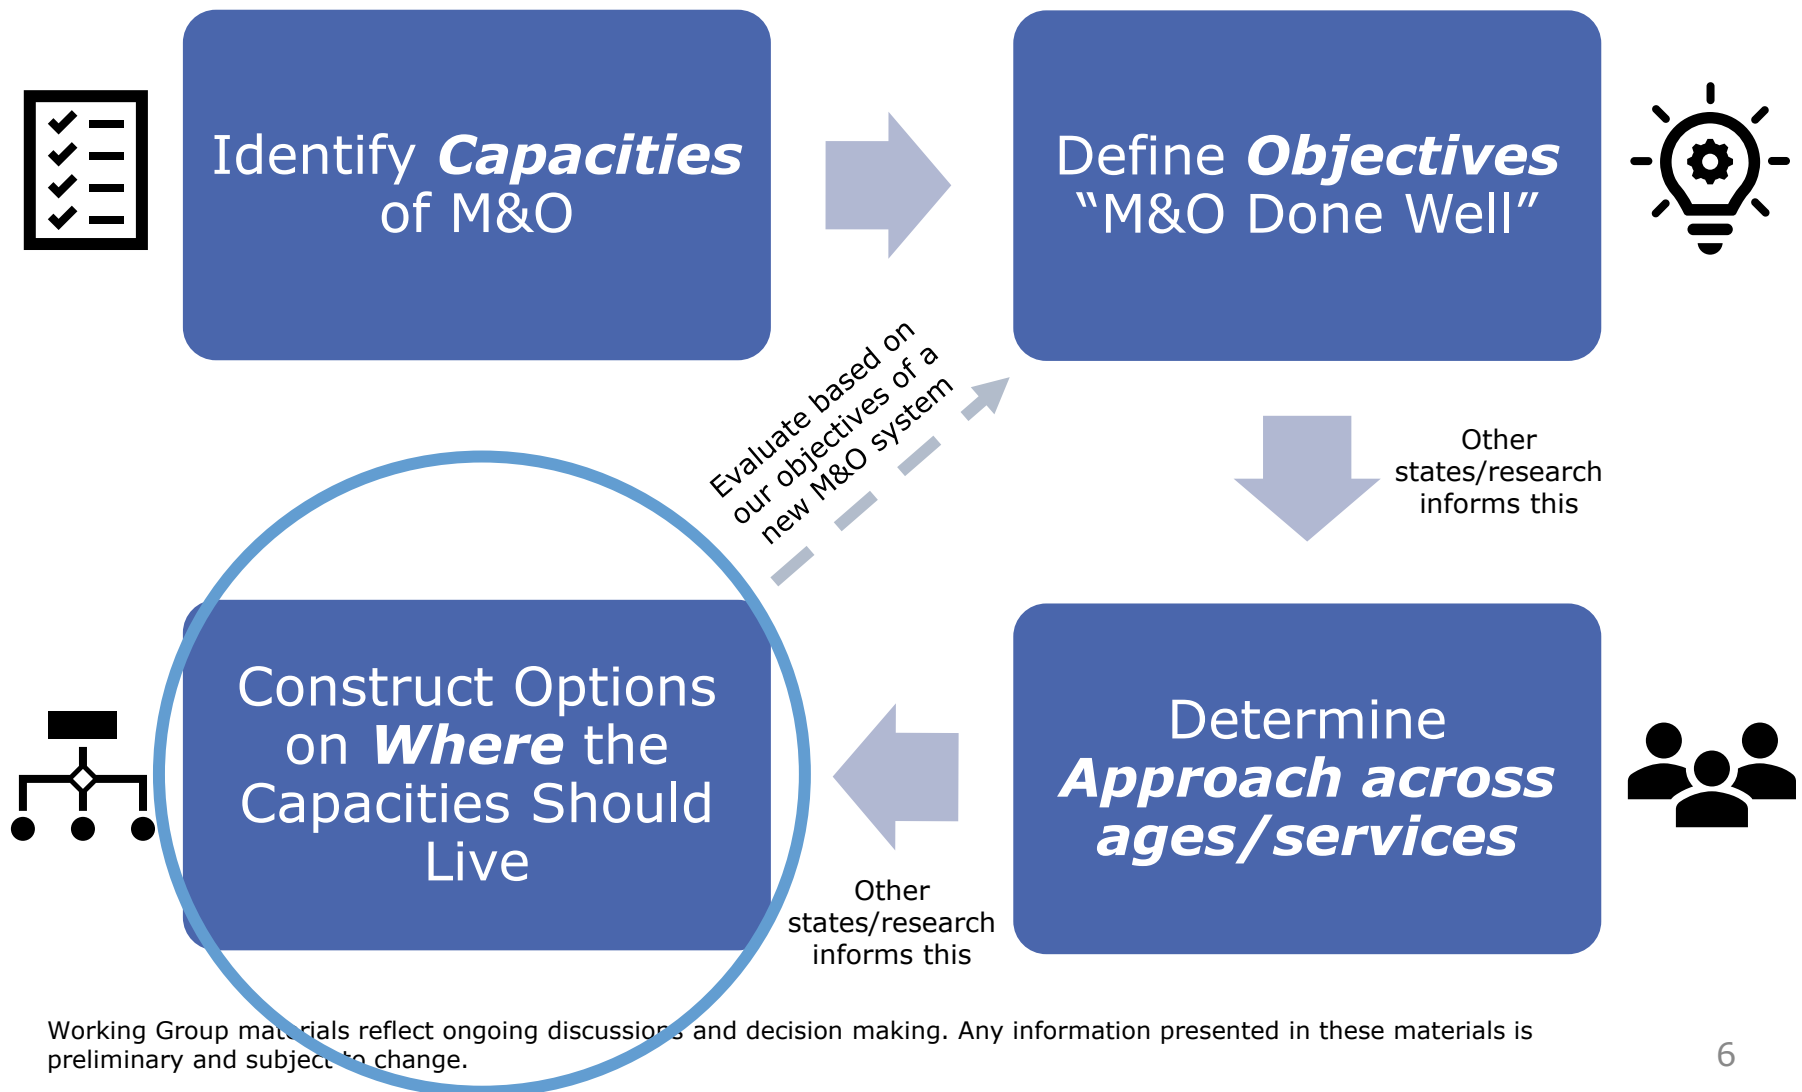 Identify Capacities
of M&O
Define Objectives
“M&O Done Well”
Evaluate based on
our objectives of a
new M&O system
Other
states/research
informs this
Construct Options
on Where the
Capacities Should
Live
Other
states/research
informs this
Determine
Approach across
ages/services
Working Group materials reflect ongoing discussions and decision making. Any information presented in these materials is
preliminary and subject to change.
6